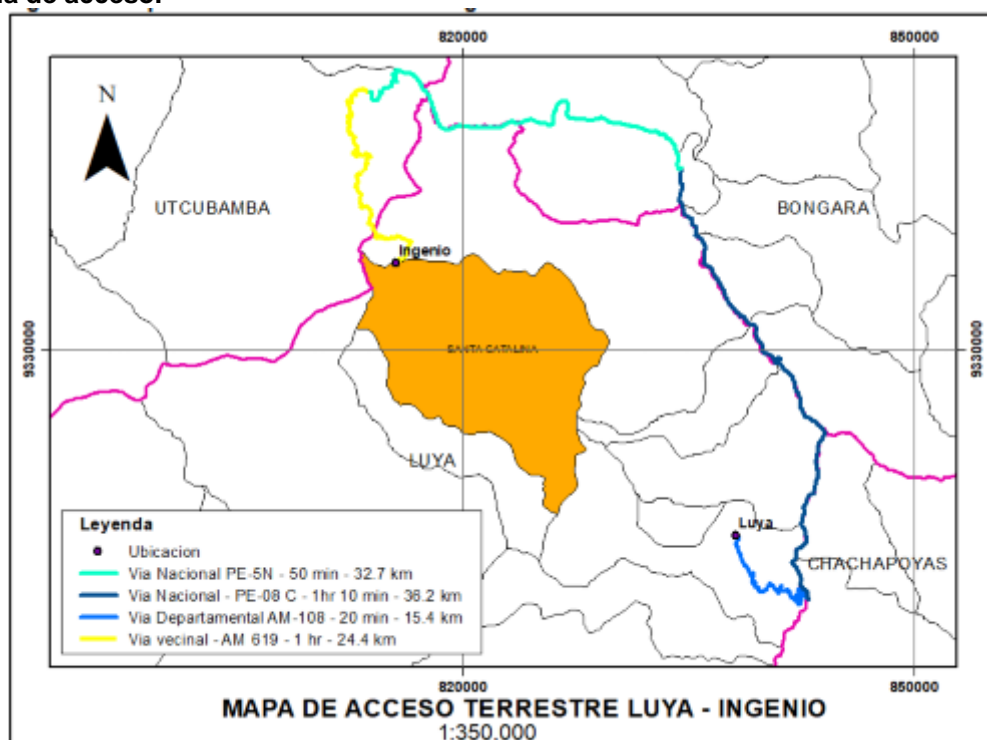 de acceso.
820000
850000
N
UTCUBAMBA
BONGARA
Ingenio
9330000
SANTA CATALINA
9330000
LUYA
Luya
CHACHAPOYAS
Leyenda
Ubicacion
Via Nacional PE-5N - 50 min - 32.7 km
Via Nacional - PE-08 C - 1hr 10 min - 36.2 km
Via Departamental AM-108 - 20 min - 15.4 km
Via vecinal - AM 619 - 1 hr - 24.4 km
820000
850000
MAPA DE ACCESO TERRESTRE LUYA - INGENIO
1:350,000